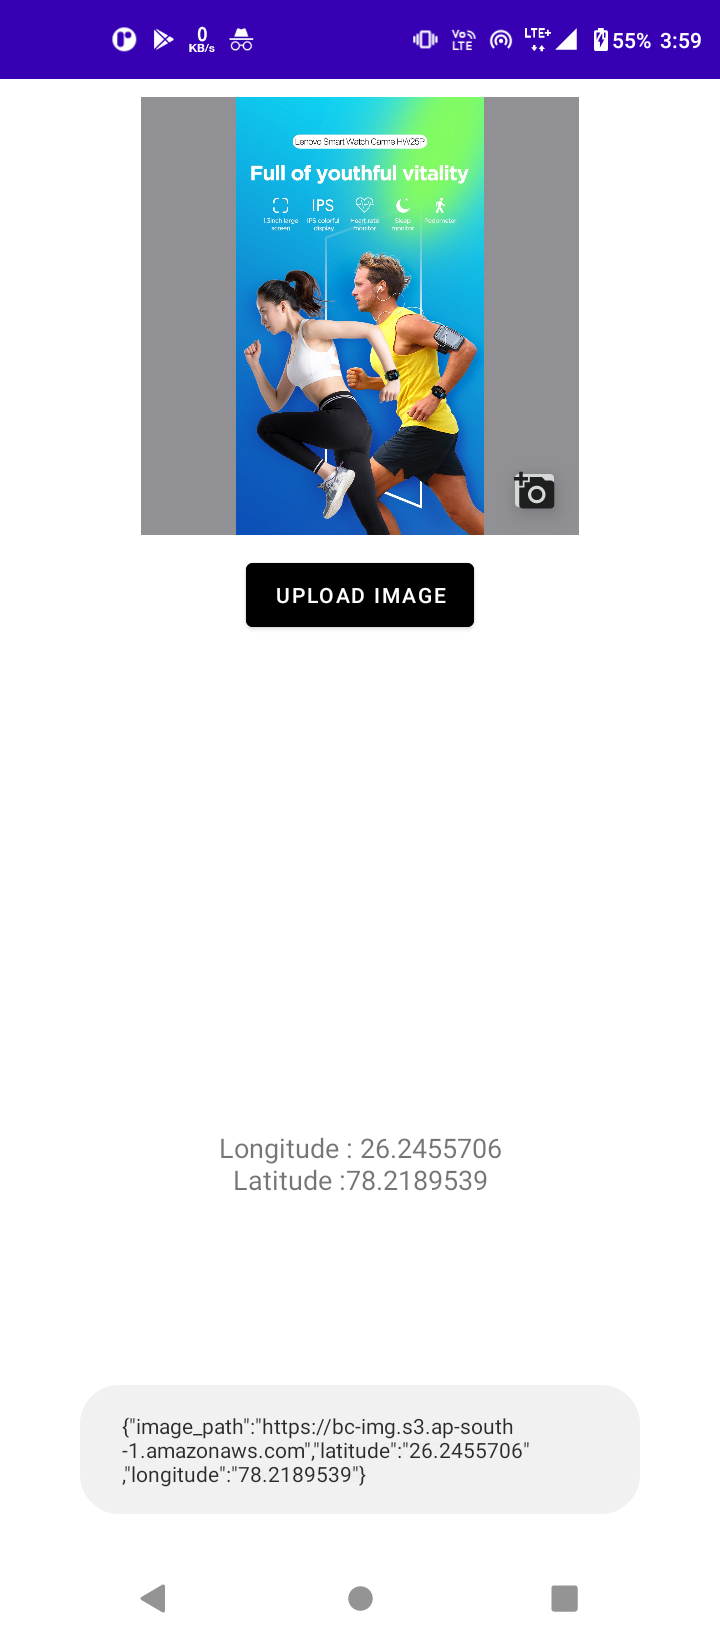 0
KB/s
Vo
LTE
LTE+
55% 3:59
Lenovo Smart Watch Carme HW25P
Full of youthful vitality
IPS
1.3inch large screen
IPS colorful display
Heart rate monitor
Sleep monitor
Pedometer
UPLOAD IMAGE
Longitude : 26.2455706
Latitude :78.2189539
{"image_path":"https://bc-img.s3.ap-south
-1.amazonaws.com","latitude":"26.2455706"
,"longitude":"78.2189539"}